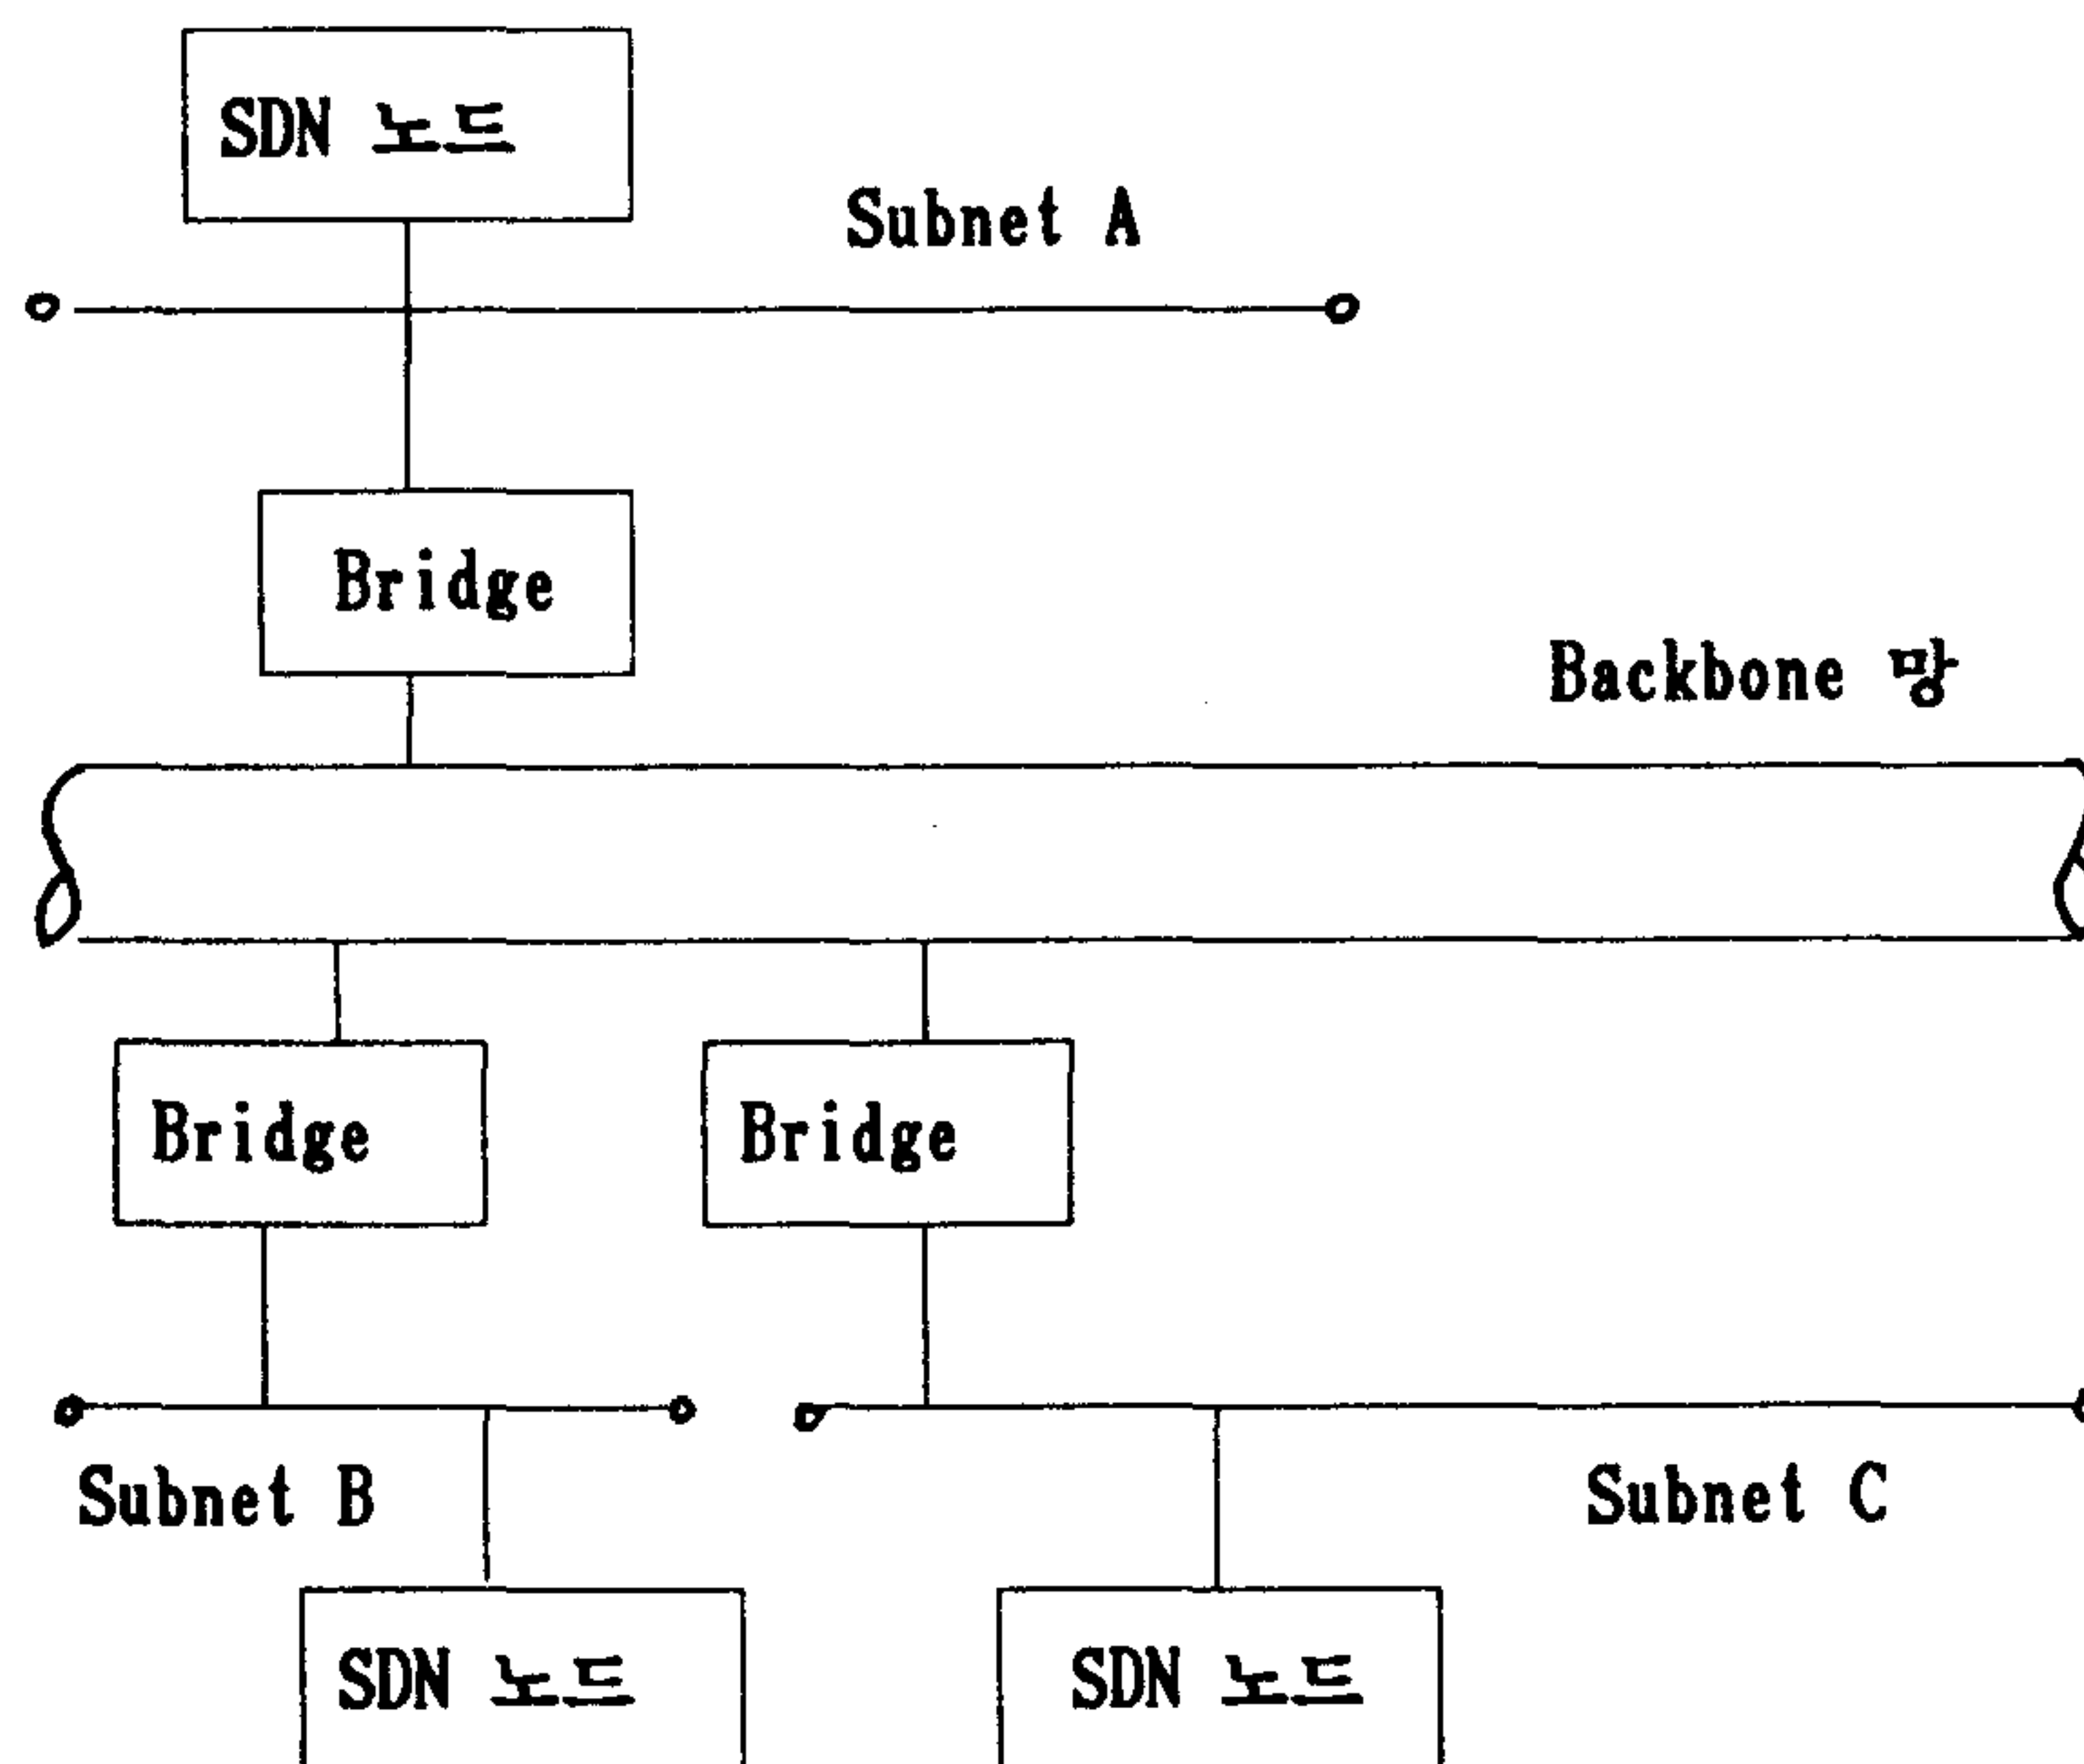 SDN 노드
Subnet A
Bridge
Backbone 망
Bridge
Bridge
Subnet B
Subnet C
SDN 노드
SDN 노드